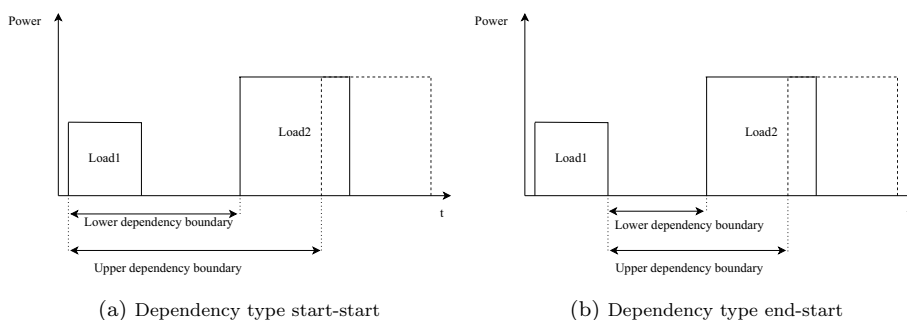 Power
Load1
Load2
t
Lower dependency boundary
Upper dependency boundary
(a) Dependency type start-start
Power
Load1
Load2
Lower dependency boundary
Upper dependency boundary
(b) Dependency type end-start